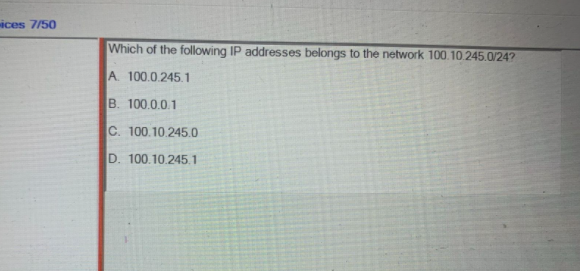 ices 7/50
Which of the following IP addresses belongs to the network 100.10.245.0/24?
A. 100.0.245.1
B. 100.0.0.1
C. 100.10.245.0
D. 100.10.245.1